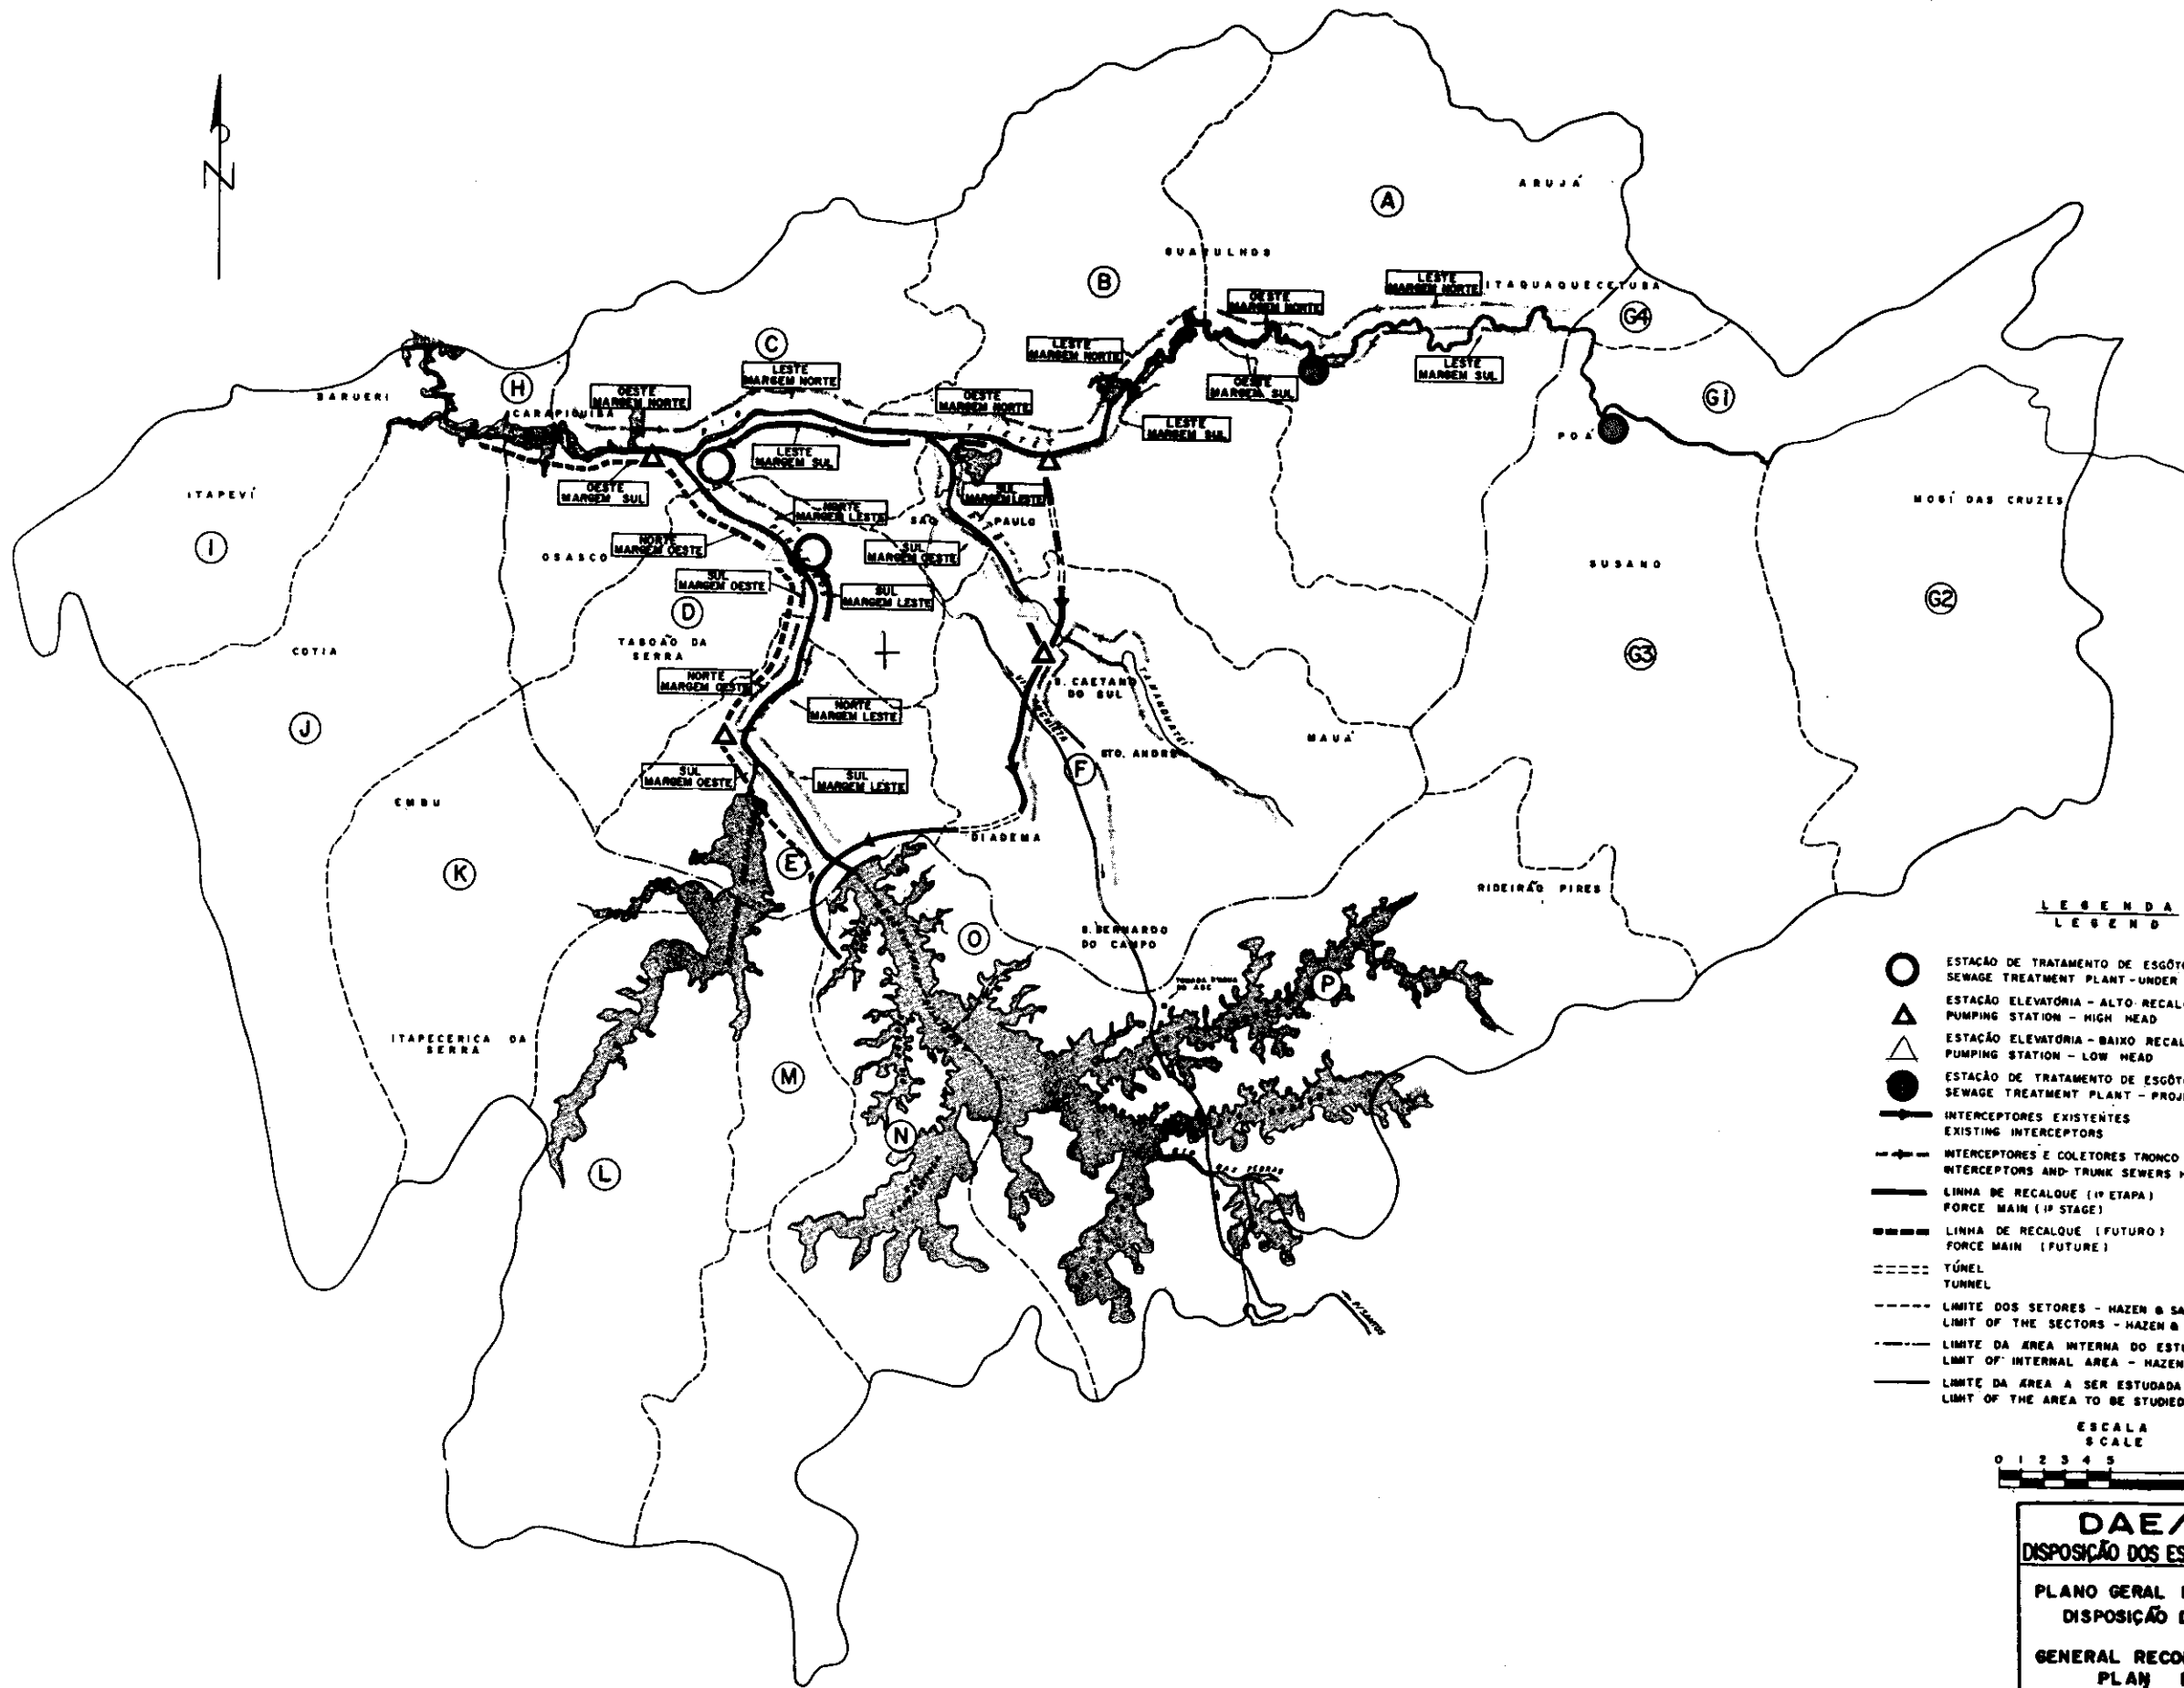 N
A
ARUJÁ
GUARULHOS
B
LESTE
MARGEM NORTE
ITAQUAQUECETUBA
OESTE
MARGEM NORTE
G4
C
LESTE
MARGEM NORTE
LESTE
MARGEM NORTE
LESTE
MARGEM SUL
OESTE
MARGEM SUL
H
BARUERI
CARAPICUIBA
OESTE
MARGEM NORTE
OESTE
MARGEM NORTE
TIETÊ
LESTE
MARGEM SUL
G1
POÁ
LESTE
MARGEM SUL
ITAPEVÍ
OESTE
MARGEM SUL
SUL
MARGEM LESTE
MOGÍ DAS CRUZES
NORTE
MARGEM LESTE
SÃO PAULO
I
OSASCO
NORTE
MARGEM OESTE
SUL
MARGEM OESTE
SUSANO
SUL
MARGEM OESTE
SUL
MARGEM LESTE
D
G2
COTIA
TABOÃO DA
SERRA
G3
NORTE
MARGEM OESTE
S. CAETANO
DO SUL
TAMANDUATEÍ
NORTE
MARGEM LESTE
J
MAUÁ
STO. ANDRÉ
F
SUL
MARGEM OESTE
SUL
MARGEM LESTE
EMBU
DIADEMA
E
K
RIBEIRÃO PIRES
O
S. BERNARDO
DO CAMPO
P
ITAPECERICA DA
SERRA
M
N
L
RIO DAS PEDRAS
P/SANTOS
LEGENDA
LEGEND
ESTAÇÃO DE TRATAMENTO DE ESGÔT
SEWAGE TREATMENT PLANT - UNDER
ESTAÇÃO ELEVATÓRIA - ALTO RECAL
PUMPING STATION - HIGH HEAD
ESTAÇÃO ELEVATÓRIA - BAIXO RECAL
PUMPING STATION - LOW HEAD
ESTAÇÃO DE TRATAMENTO DE ESGÔT
SEWAGE TREATMENT PLANT - PROJ
INTERCEPTORES EXISTENTES
EXISTING INTERCEPTORS
INTERCEPTORES E COLETORES TRONCO
INTERCEPTORS AND TRUNK SEWERS H
LINHA DE RECALQUE (1ª ETAPA)
FORCE MAIN (1ª STAGE)
LINHA DE RECALQUE (FUTURO)
FORCE MAIN (FUTURE)
TÚNEL
TUNNEL
LIMITE DOS SETORES - HAZEN & SA
LIMIT OF THE SECTORS - HAZEN &
LIMITE DA ÁREA INTERNA DO EST
LIMIT OF INTERNAL AREA - HAZEN
LIMITE DA ÁREA A SER ESTUDADA
LIMIT OF THE AREA TO BE STUDIED
ESCALA
SCALE
0 1 2 3 4 5
DAE/
DISPOSIÇÃO DOS ES
PLANO GERAL
DISPOSIÇÃO D
GENERAL RECO
PLAN